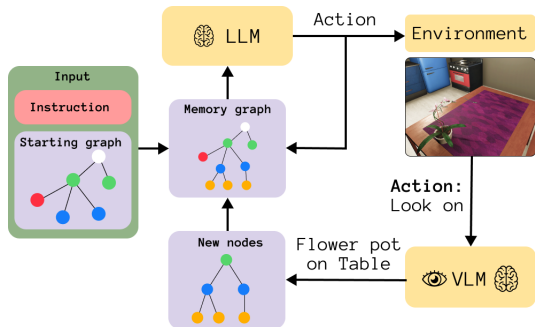 Input
Instruction
Starting graph
LLM
Action
Environment
Memory graph
Action:
Look on
New nodes
Flower pot
on Table
VLM